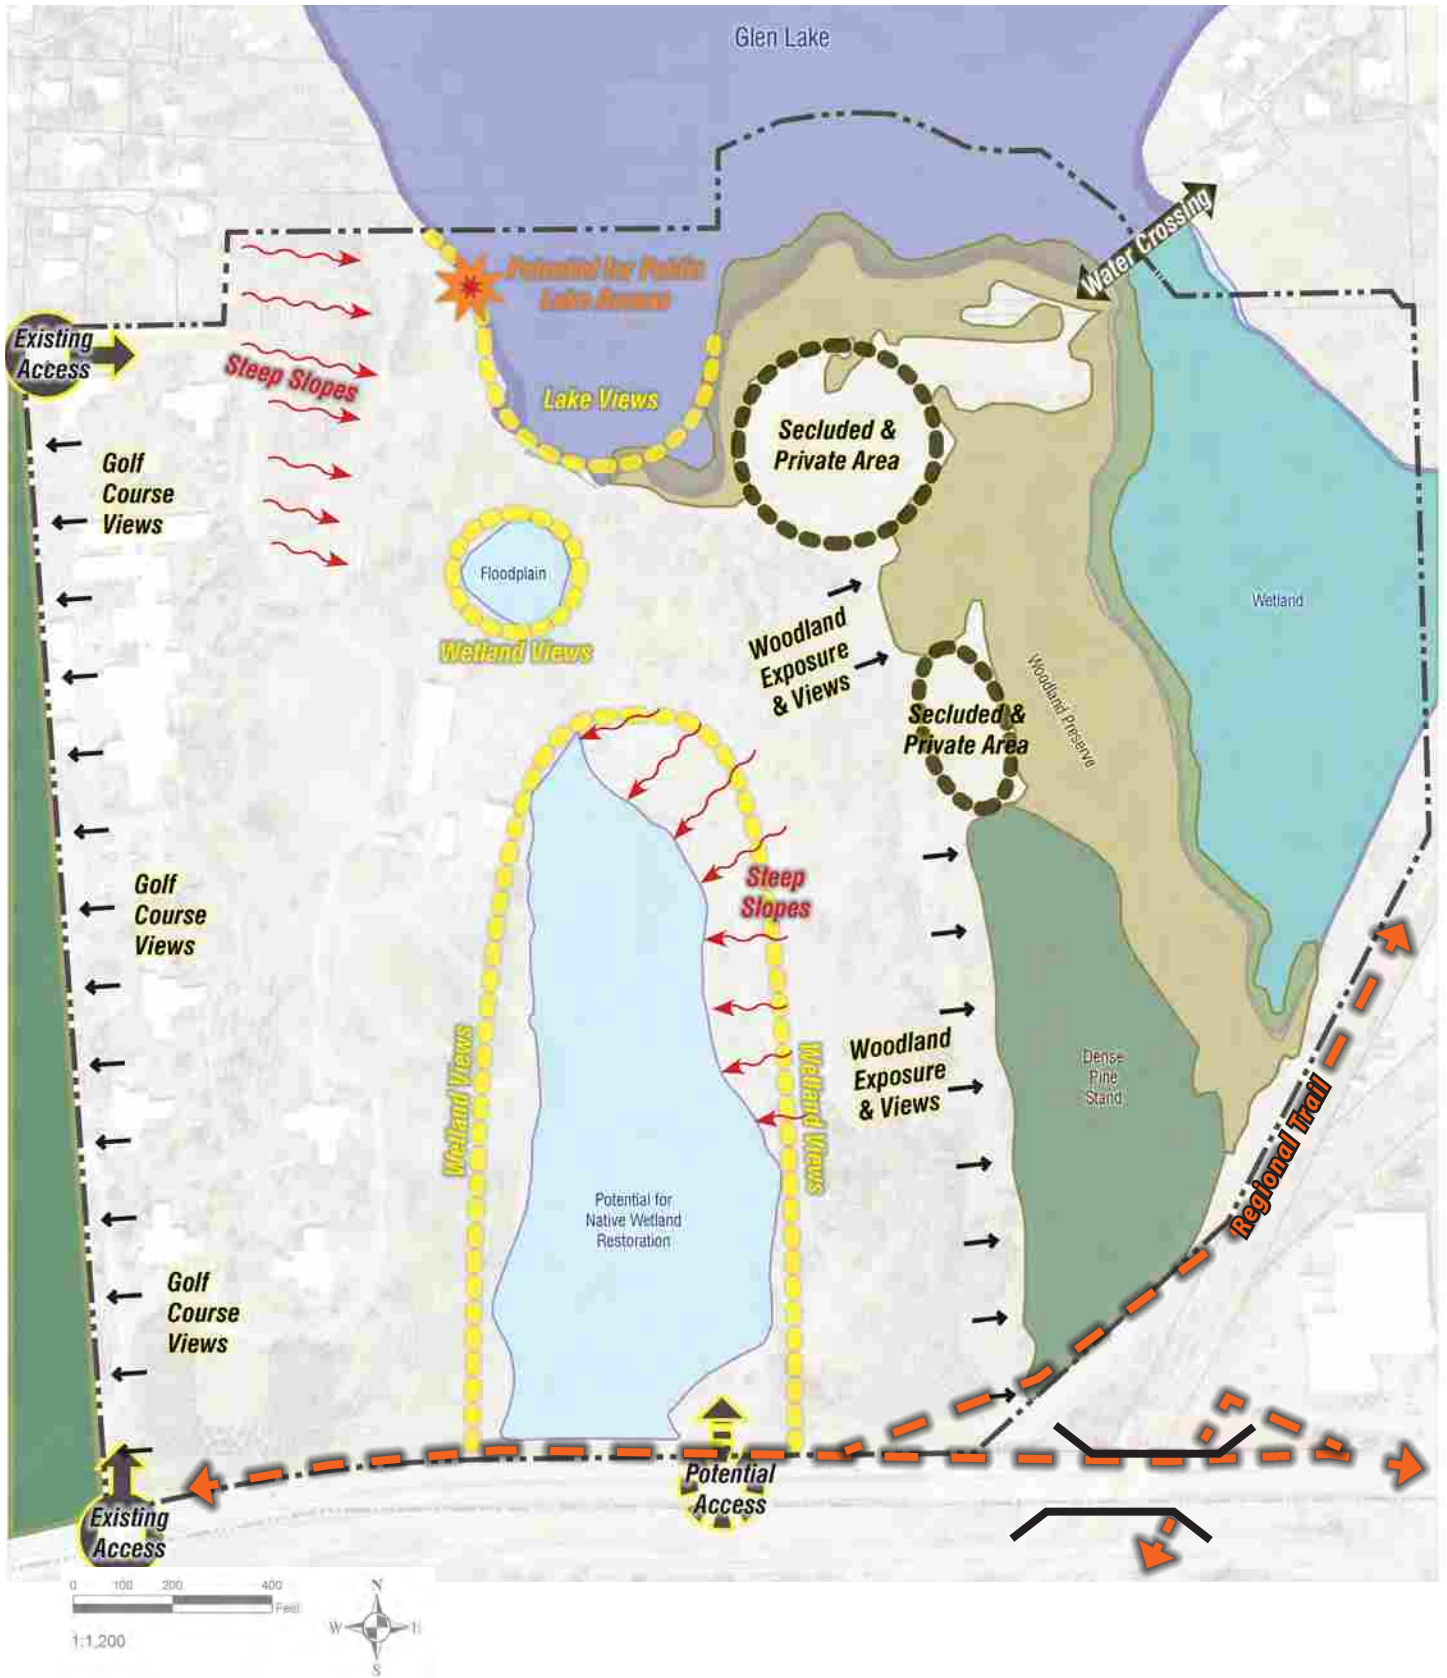 Glen Lake
Water Crossing
Potential for Public
Lake Access
Existing
Access
Sleep Slopes
Lake Views
Secluded &
Private Area
Golf
Course
Views
Floodplain
Wetland
Wetland Views
Woodland
Exposure
& Views
Woodland Preserve
Secluded &
Private Area
Sleep
Slopes
Golf
Course
Views
Wetland Views
Wetland Views
Woodland
Exposure
& Views
Dense
Pine
Stand
Regional Trail
Potential for
Native Wetland
Restoration
Golf
Course
Views
Potential
Access
Existing
Access
0 100 200 400
Feet
1:1,200
N
W
S